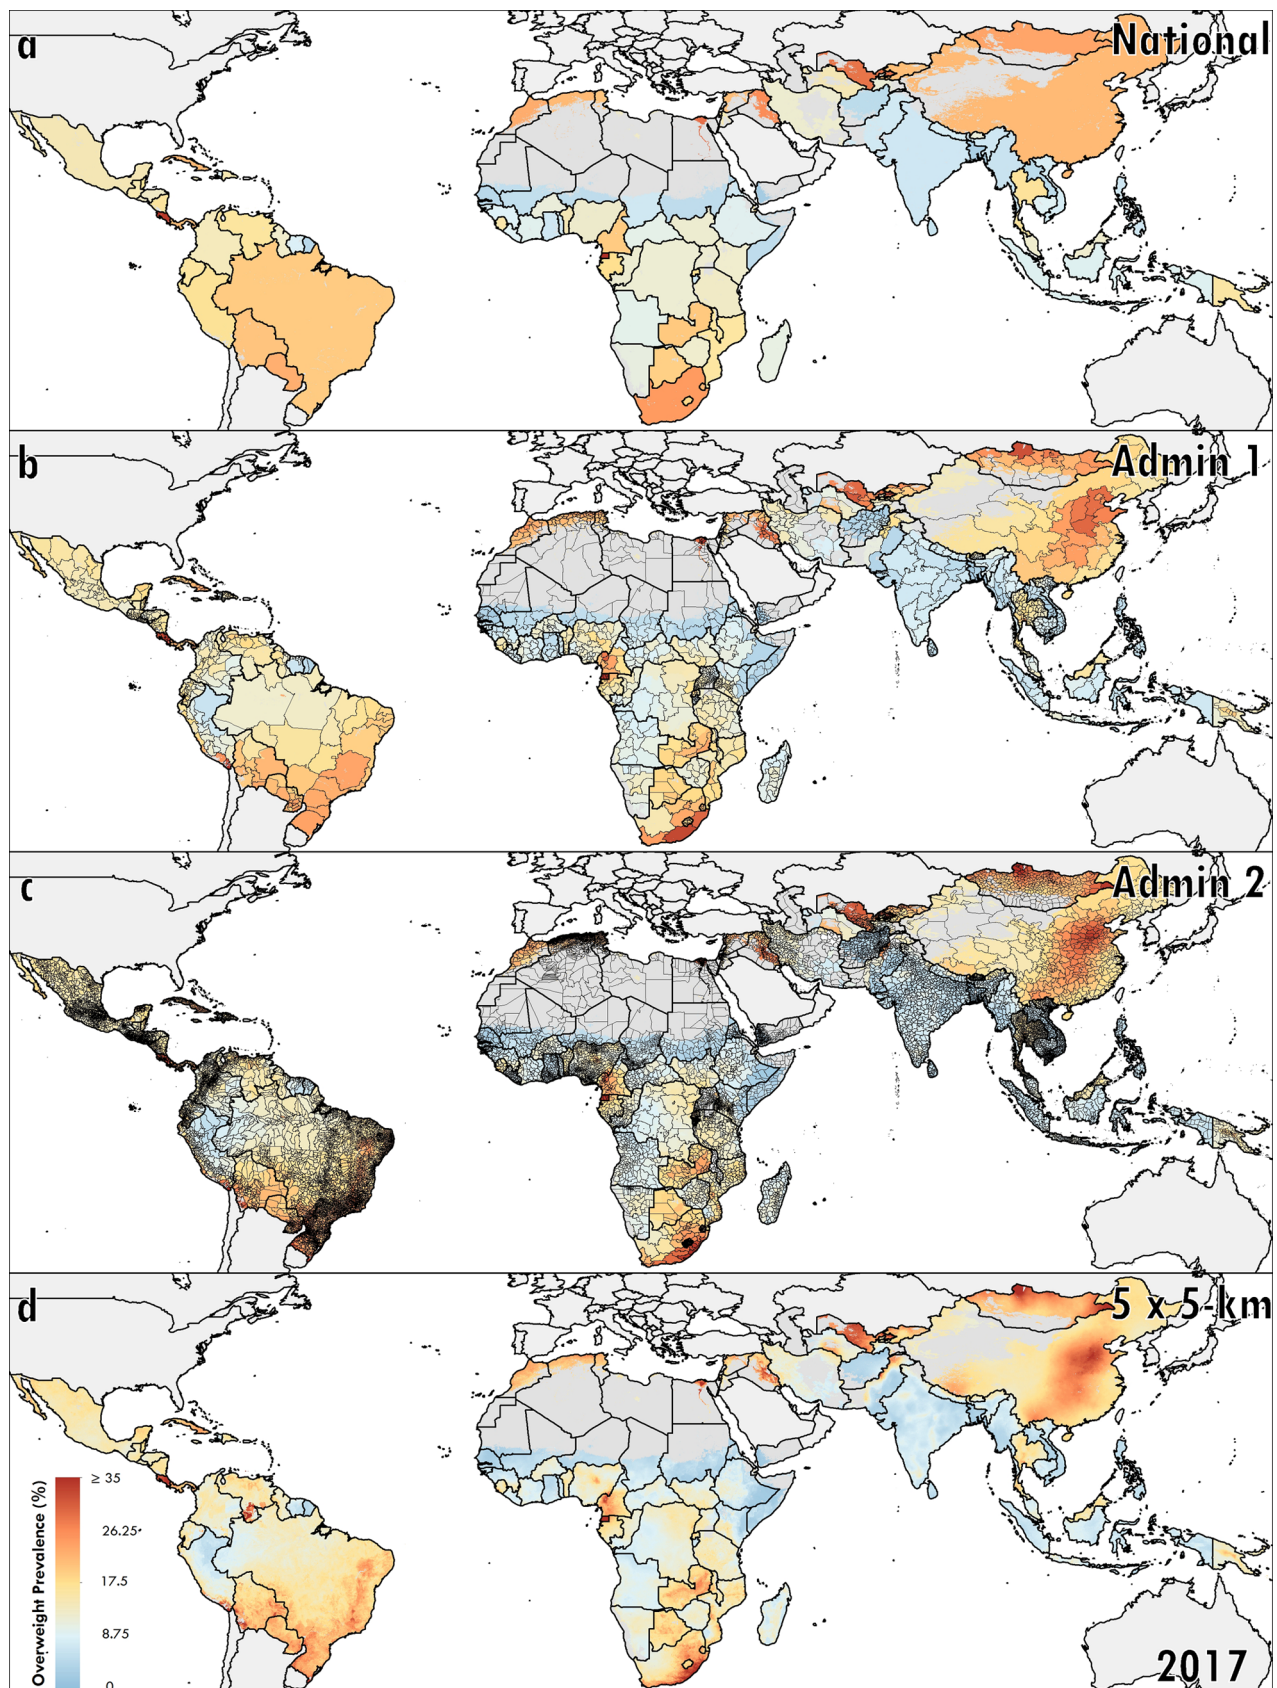 a
National
b
Admin 1
c
Admin 2
d
5 x 5-km
Overweight Prevalence (%)
≥ 35
26.25
17.5
8.75
0
2017